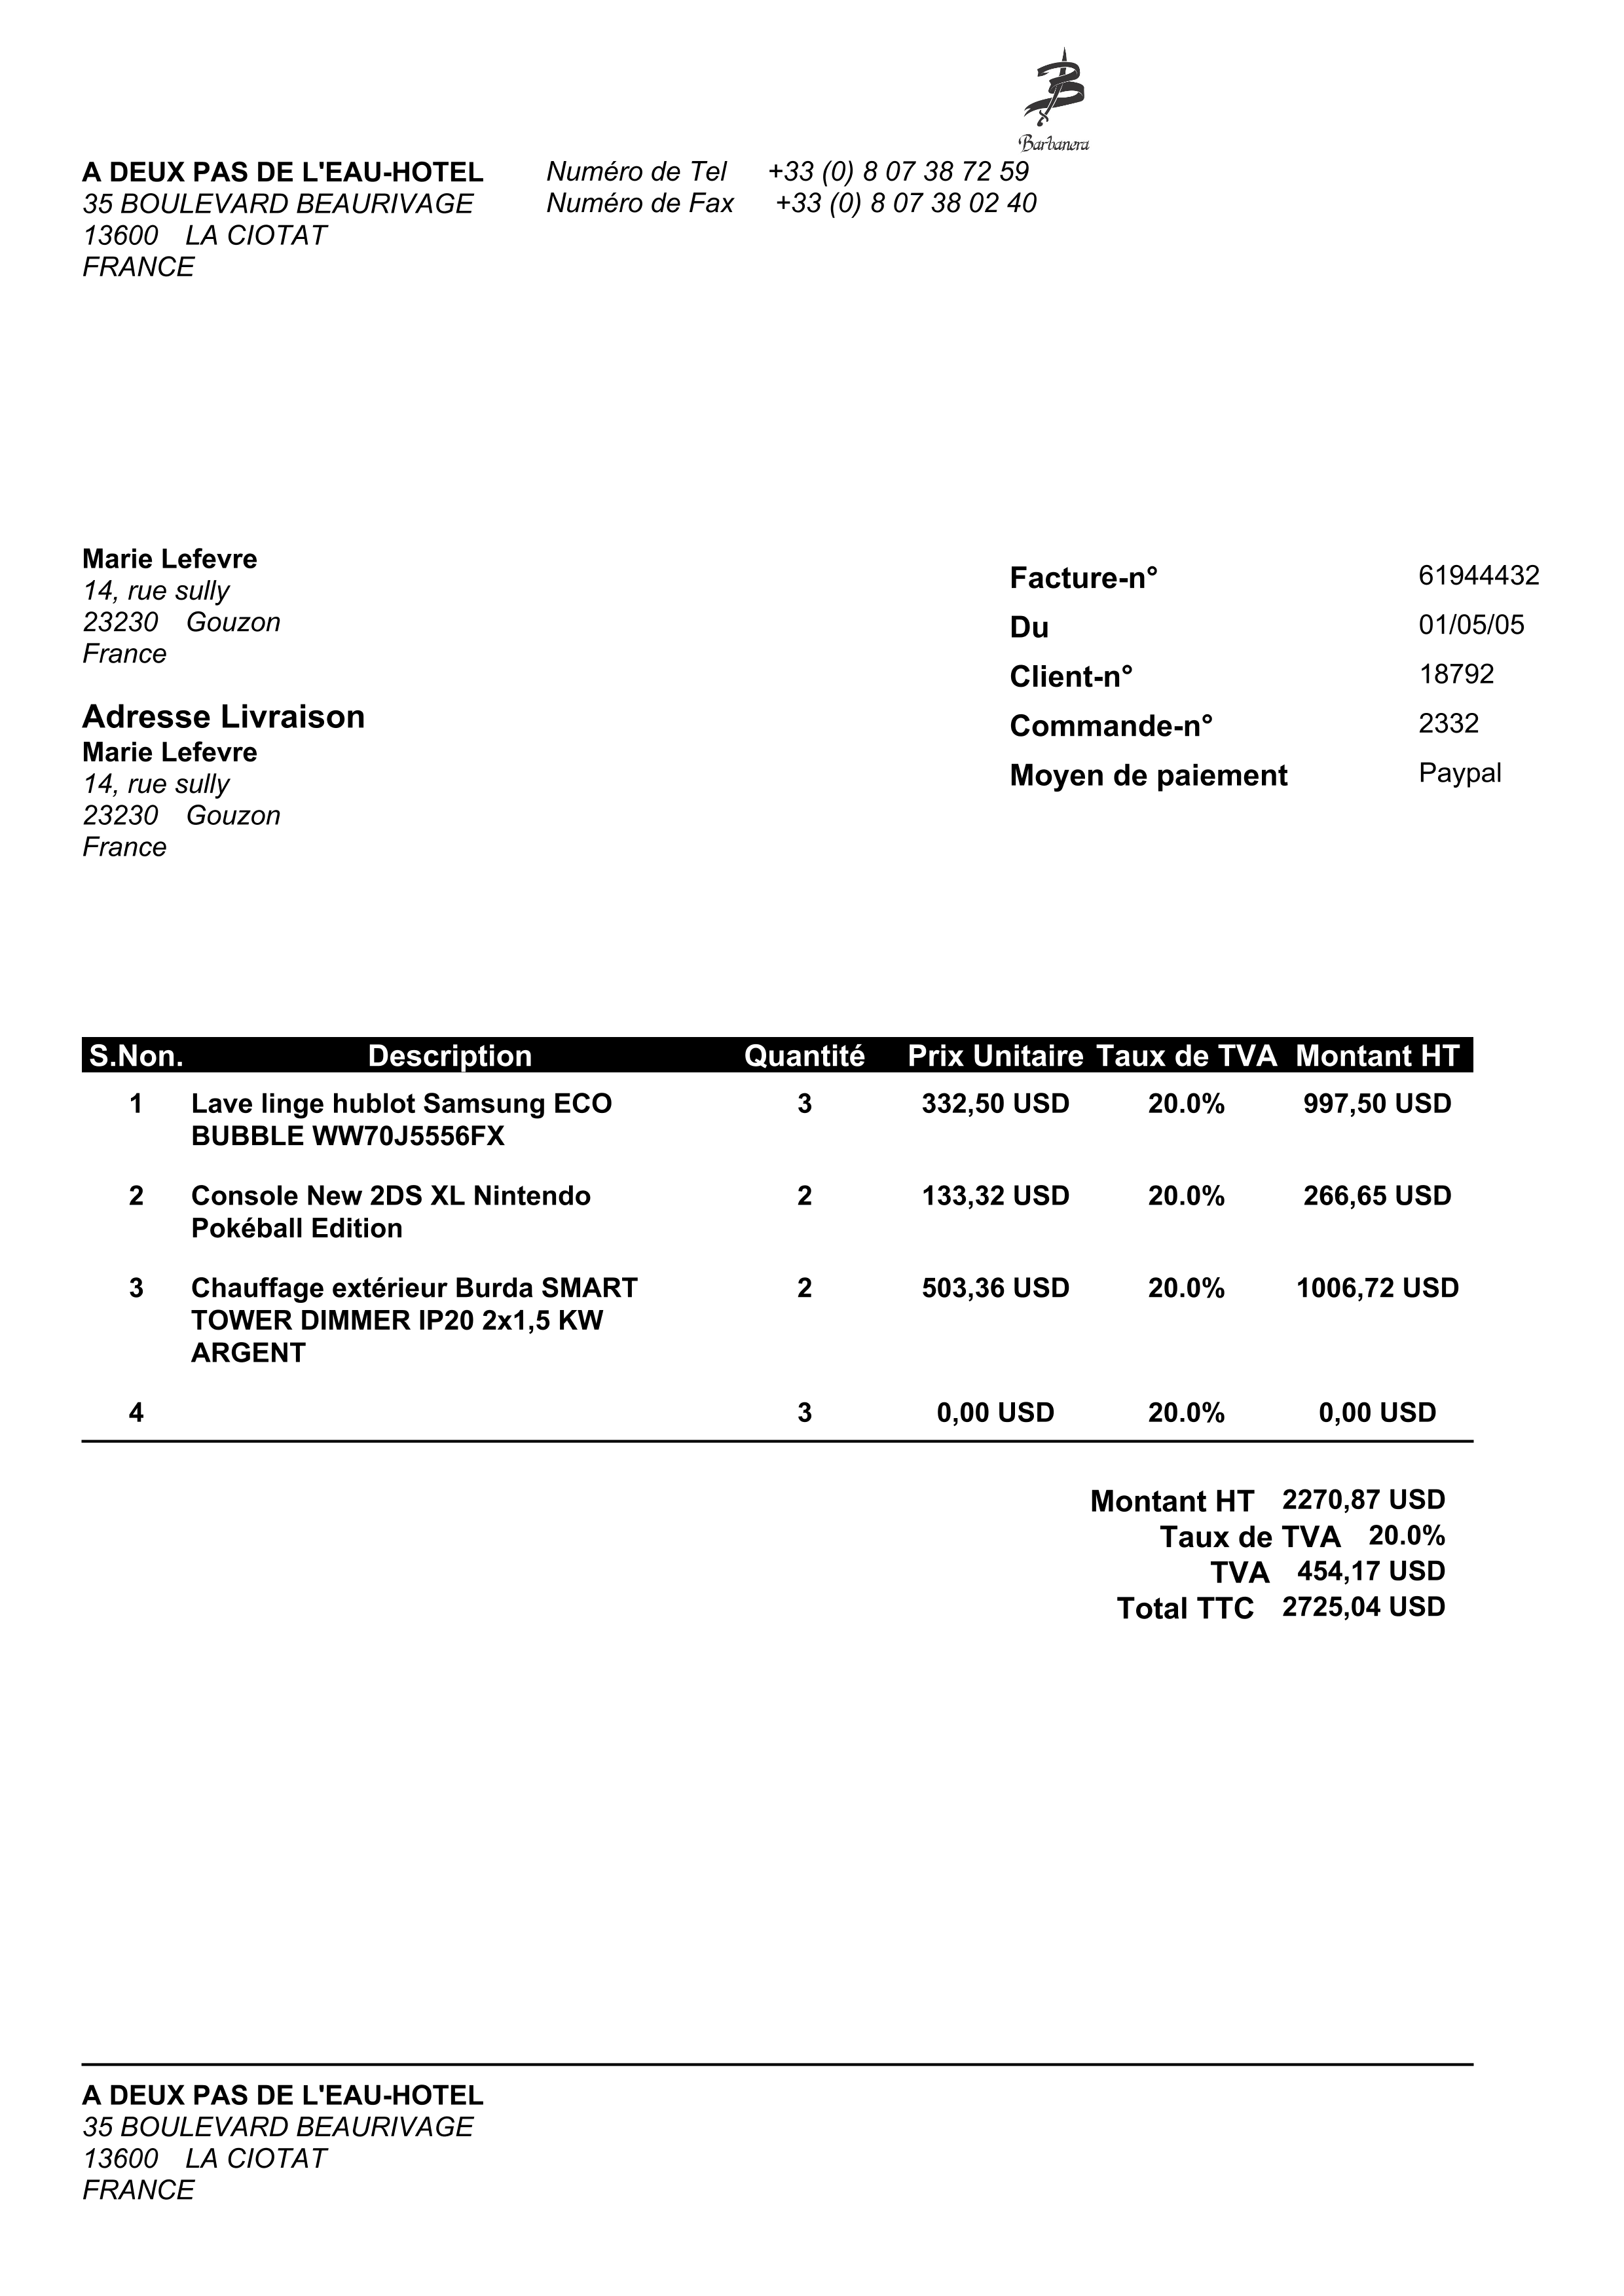 Barbanera
A DEUX PAS DE L'EAU-HOTEL
35 BOULEVARD BEAURIVAGE
13600 LA CIOTAT
FRANCE
Numéro de Tel +33 (0) 8 07 38 72 59
Numéro de Fax +33 (0) 8 07 38 02 40
Marie Lefevre
14, rue sully
23230 Gouzon
France
Adresse Livraison
Marie Lefevre
14, rue sully
23230 Gouzon
France
Facture-n° 61944432
Du 01/05/05
Client-n° 18792
Commande-n° 2332
Moyen de paiement Paypal
S.Non. Description Quantité Prix Unitaire Taux de TVA Montant HT
1 Lave linge hublot Samsung ECO 3 332,50 USD 20.0% 997,50 USD
BUBBLE WW70J5556FX
2 Console New 2DS XL Nintendo 2 133,32 USD 20.0% 266,65 USD
Pokéball Edition
3 Chauffage extérieur Burda SMART 2 503,36 USD 20.0% 1006,72 USD
TOWER DIMMER IP20 2x1,5 KW
ARGENT
4 3 0,00 USD 20.0% 0,00 USD
Montant HT 2270,87 USD
Taux de TVA 20.0%
TVA 454,17 USD
Total TTC 2725,04 USD
A DEUX PAS DE L'EAU-HOTEL
35 BOULEVARD BEAURIVAGE
13600 LA CIOTAT
FRANCE